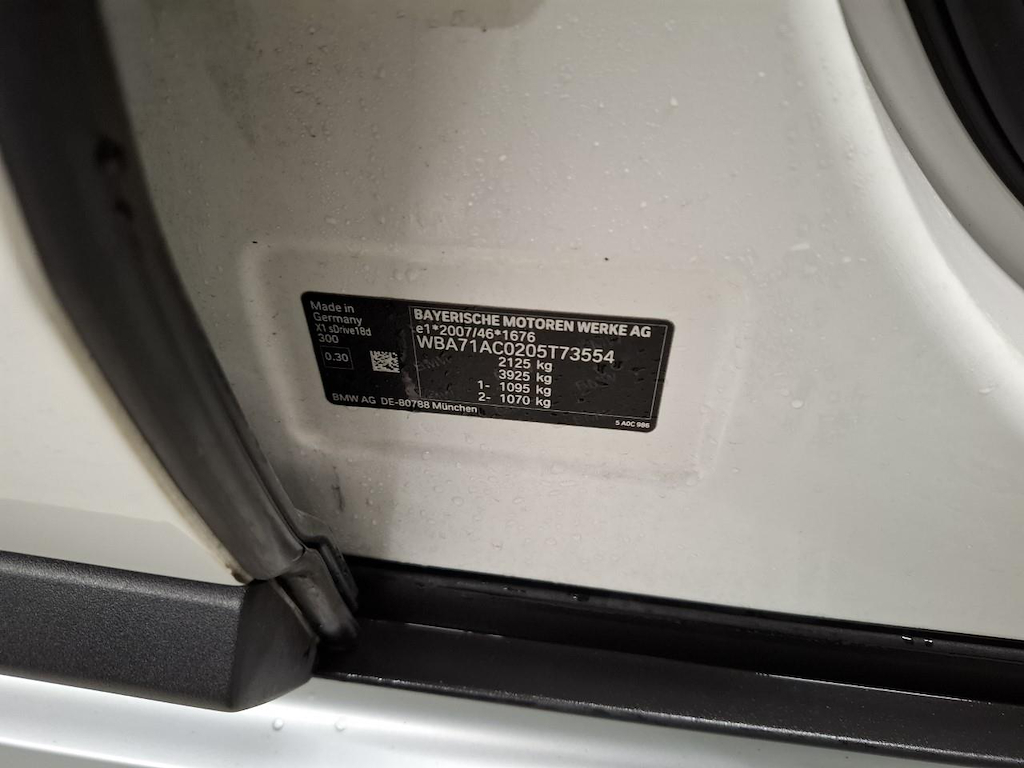 Made in
Germany
X1 sDrive18d
300
0.30
BAYERISCHE MOTOREN WERKE AG
e1*2007/46*1676
WBA71AC0205T73554
2125 kg
3925 kg
1- 1095 kg
2- 1070 kg
BMW AG DE-80788 München
5 A0C 986